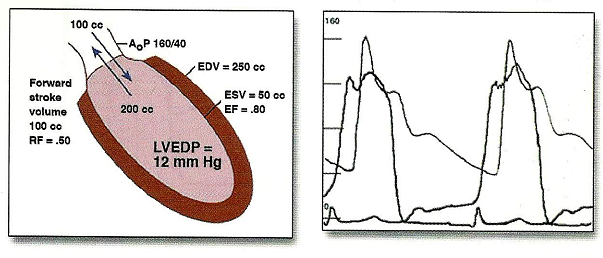 100 cc
AoP 160/40
EDV = 250 cc
ESV = 50 cc
EF = .80
Forward
stroke
volume
100 cc
RF = .50
200 cc
LVEDP =
12 mm Hg
160
0